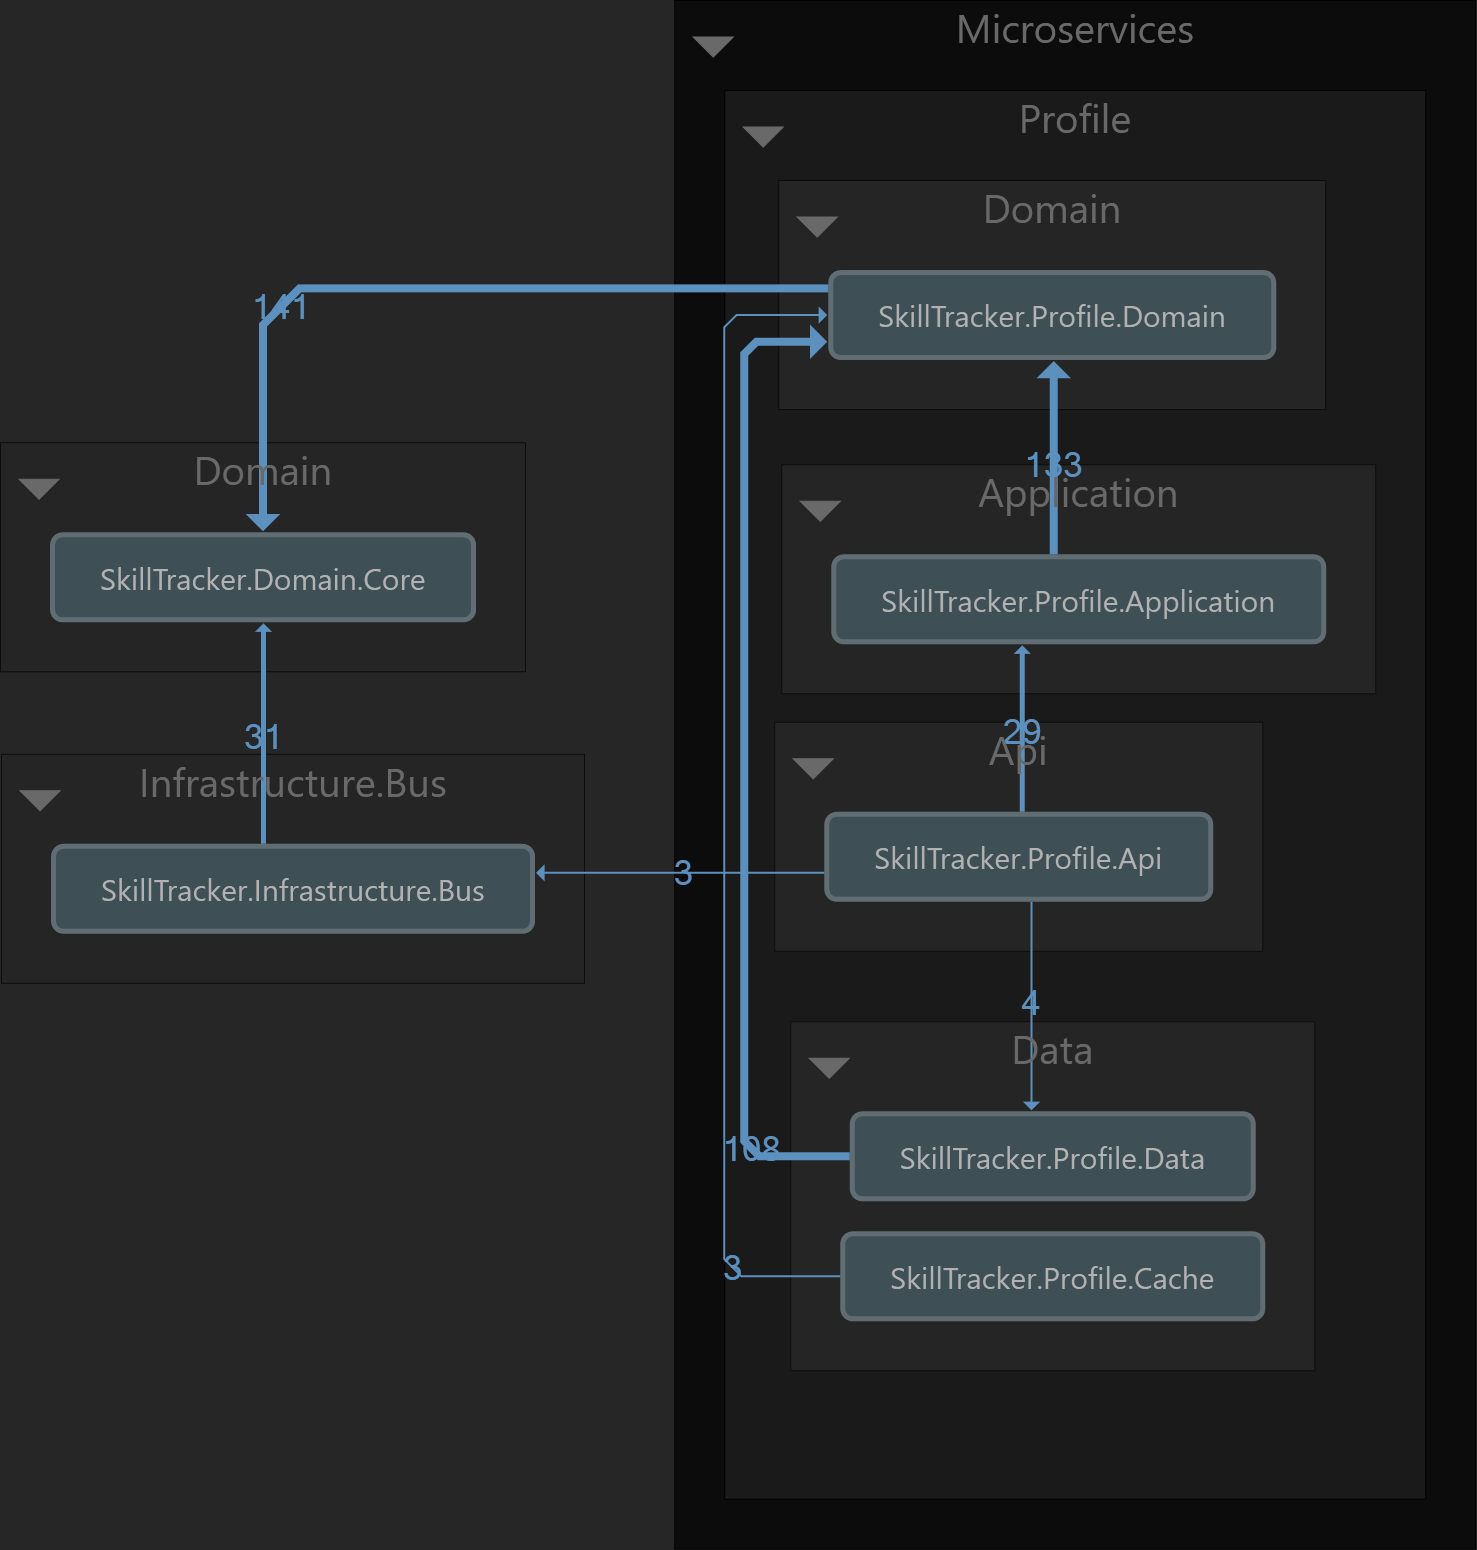 Microservices
Profile
Domain
SkillTracker.Profile.Domain
141
133
Domain
Application
SkillTracker.Domain.Core
SkillTracker.Profile.Application
31
29
Infrastructure.Bus
Api
SkillTracker.Infrastructure.Bus
3
SkillTracker.Profile.Api
4
Data
108
SkillTracker.Profile.Data
3
SkillTracker.Profile.Cache